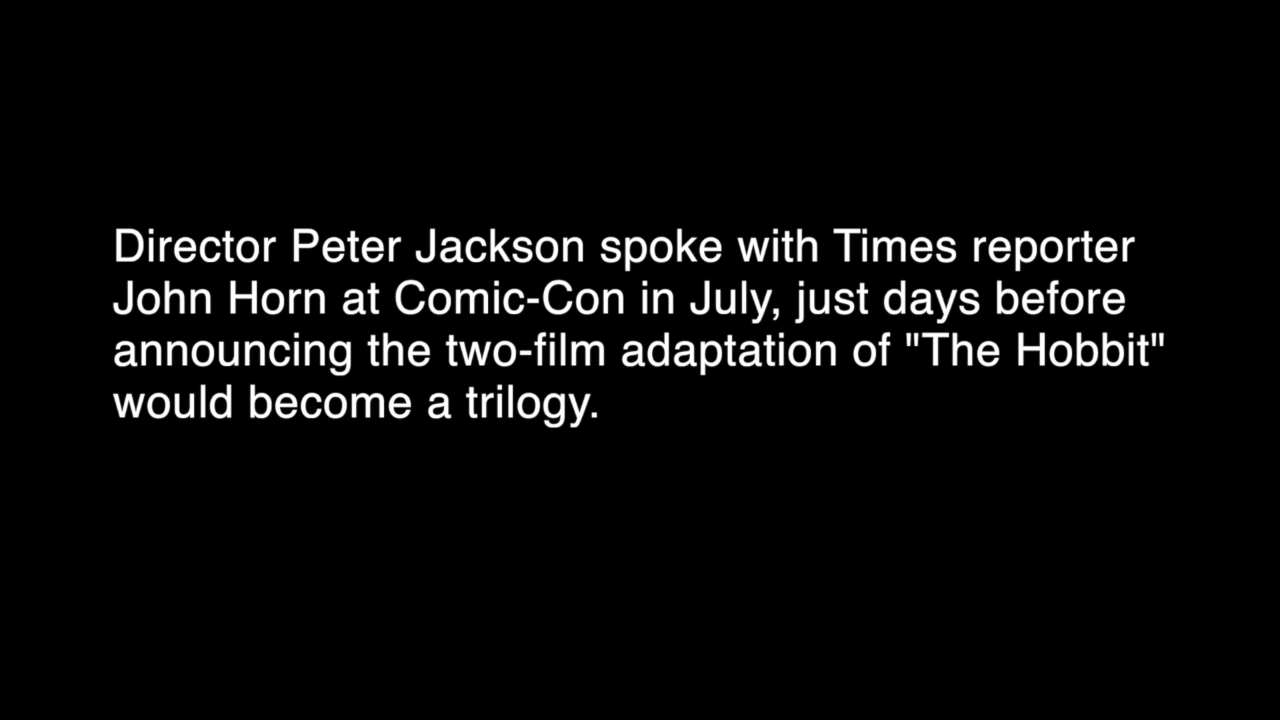 Director Peter Jackson spoke with Times reporter
John Horn at Comic-Con in July, just days before
announcing the two-film adaptation of "The Hobbit"
would become a trilogy.